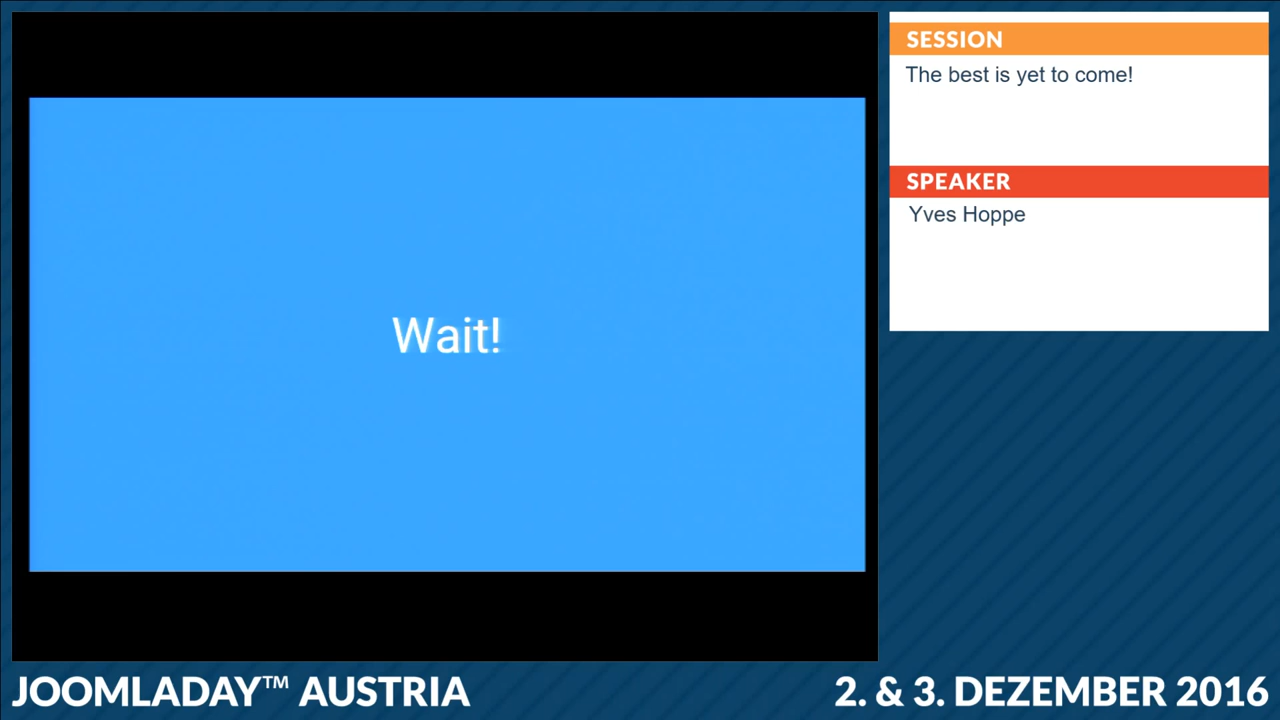 Wait!
SESSION
The best is yet to come!
SPEAKER
Yves Hoppe
JOOMLADAY™ AUSTRIA
2. & 3. DEZEMBER 2016